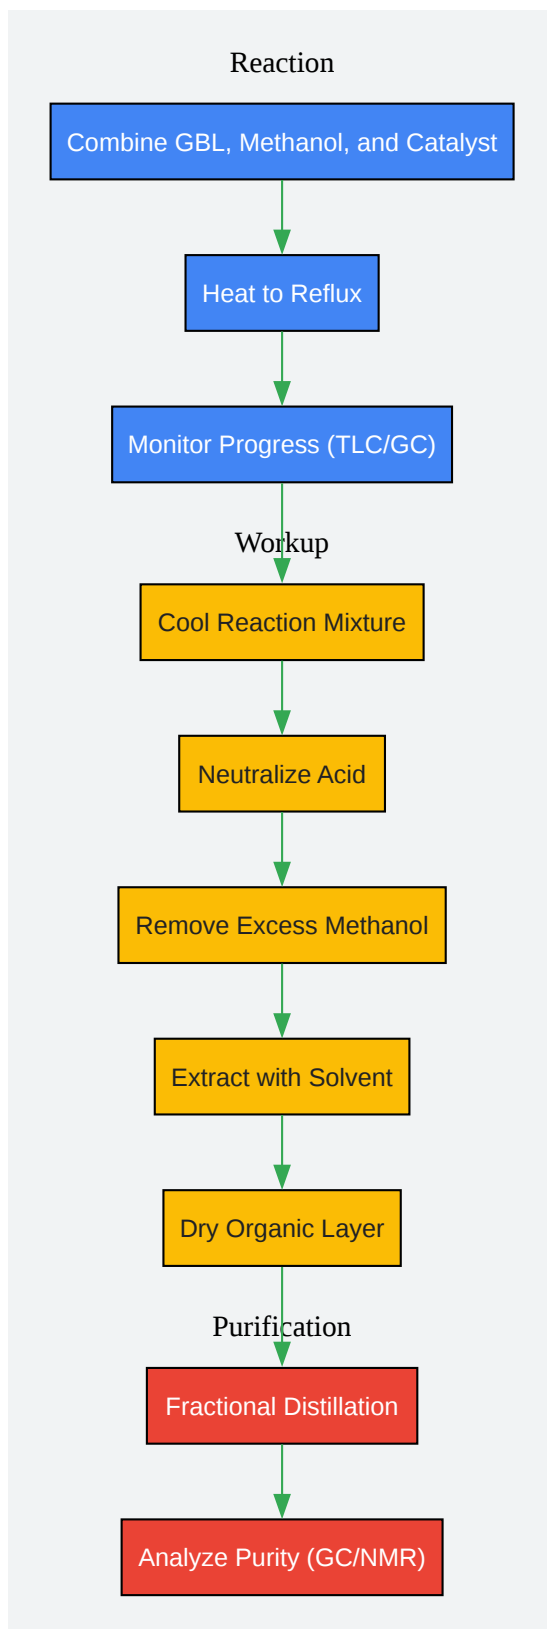 Reaction
Combine GBL, Methanol, and Catalyst
Heat to Reflux
Monitor Progress (TLC/GC)
Workup
Cool Reaction Mixture
Neutralize Acid
Remove Excess Methanol
Extract with Solvent
Dry Organic Layer
Purification
Fractional Distillation
Analyze Purity (GC/NMR)